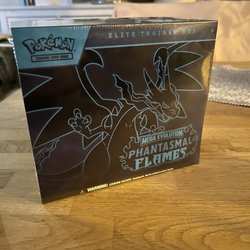 ELITE TRAINER BOX
POKÉMON
TRADING CARD GAME
MEGA EVOLUTION
PHANTASMAL
FLAMES
WARNING: